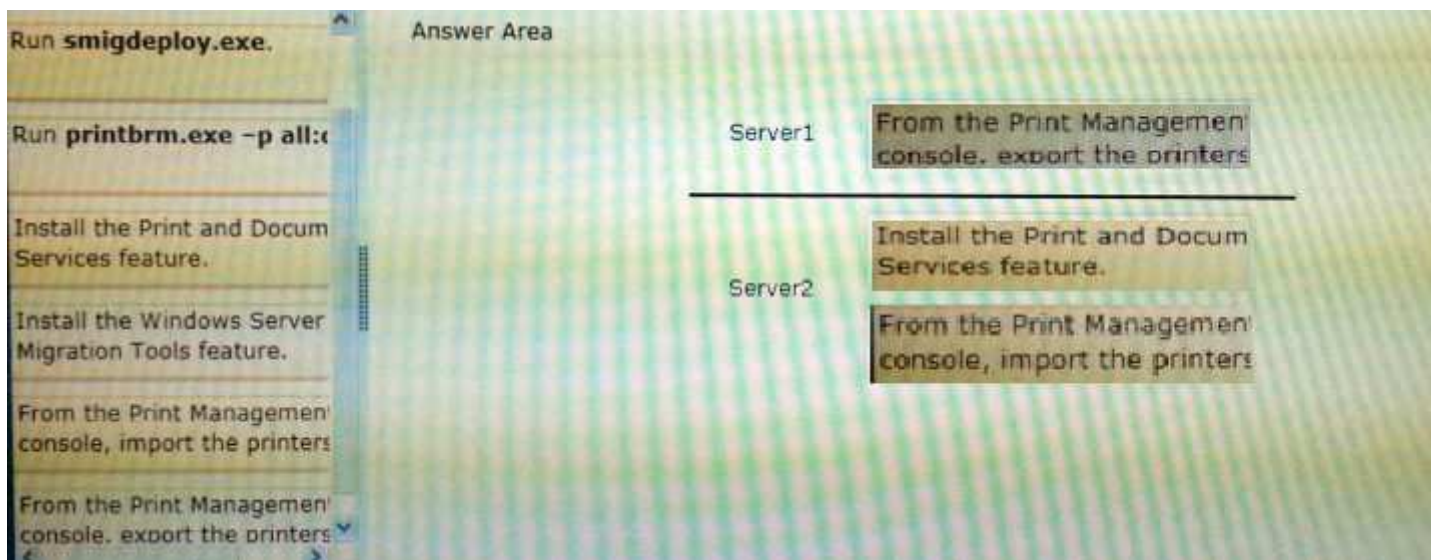 Run smigdeploy.exe.
Run printbrm.exe –p all:
Install the Print and Docum
Services feature.
Install the Windows Server
Migration Tools feature.
From the Print Managemen
console, import the printers
From the Print Managemen
console. export the printers
Answer Area
Server1
From the Print Managemen
console. export the printers
Server2
Install the Print and Docum
Services feature.
From the Print Managemen
console, import the printers